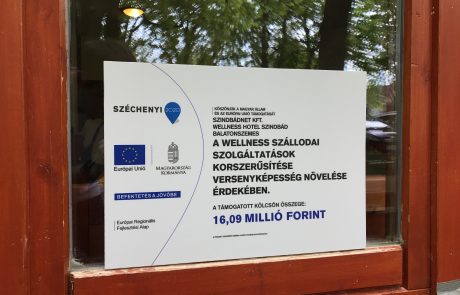 SZÉCHENYI 2020
Európai Unió
MAGYARORSZÁG
KORMÁNYA
BEFEKTETÉS A JÖVŐBE
Európai Regionális
Fejlesztési Alap
KÖSZÖNJÜK A MAGYAR ÁLLAM
ÉS AZ EURÓPAI UNIÓ TÁMOGATÁSÁT
SZINDBÁDNET KFT.
WELLNESS HOTEL SZINDBÁD
BALATONSZEMES
A WELLNESS SZÁLLODAI
SZOLGÁLTATÁSOK
KORSZERŰSÍTÉSE
VERSENYKÉPESSÉG NÖVELÉSE
ÉRDEKÉBEN.
A TÁMOGATOTT KÖLCSÖN ÖSSZEGE:
16,09 MILLIÓ FORINT